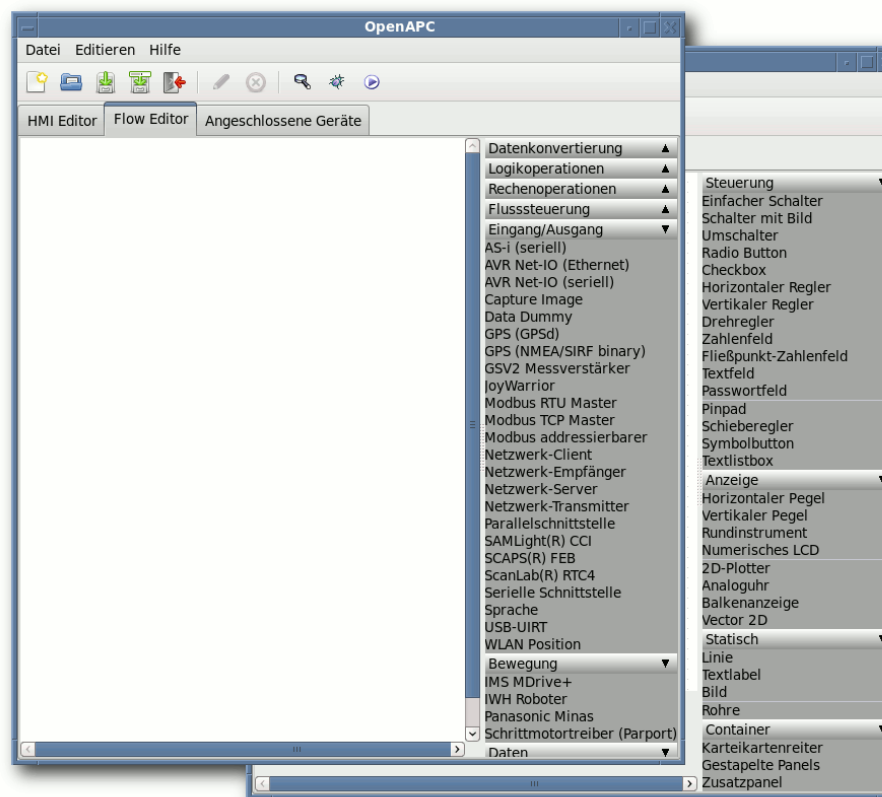 OpenAPC
Datei Editieren Hilfe
HMI Editor Flow Editor Angeschlossene Geräte
Datenkonvertierung
Logikoperationen
Rechenoperationen
Flusssteuerung
Eingang/Ausgang
AS-i (seriell)
AVR Net-IO (Ethernet)
AVR Net-IO (seriell)
Capture Image
Data Dummy
GPS (GPSd)
GPS (NMEA/SIRF binary)
GSV2 Messverstärker
JoyWarrior
Modbus RTU Master
Modbus TCP Master
Modbus addressierbarer
Netzwerk-Client
Netzwerk-Empfänger
Netzwerk-Server
Netzwerk-Transmitter
Parallelschnittstelle
SAMLight(R) CCI
SCAPS(R) FEB
ScanLab(R) RTC4
Serielle Schnittstelle
Sprache
USB-UIRT
WLAN Position
Bewegung
IMS MDrive+
IWH Roboter
Panasonic Minas
Schrittmotortreiber (Parport)
Daten
Steuerung
Einfacher Schalter
Schalter mit Bild
Umschalter
Radio Button
Checkbox
Horizontaler Regler
Vertikaler Regler
Drehregler
Zahlenfeld
Fließpunkt-Zahlenfeld
Textfeld
Passwortfeld
Pinpad
Schieberegler
Symbolbutton
Textlistbox
Anzeige
Horizontaler Pegel
Vertikaler Pegel
Rundinstrument
Numerisches LCD
2D-Plotter
Analoguhr
Balkenanzeige
Vector 2D
Statisch
Linie
Textlabel
Bild
Rohre
Container
Karteikartenreiter
Gestapelte Panels
Zusatzpanel